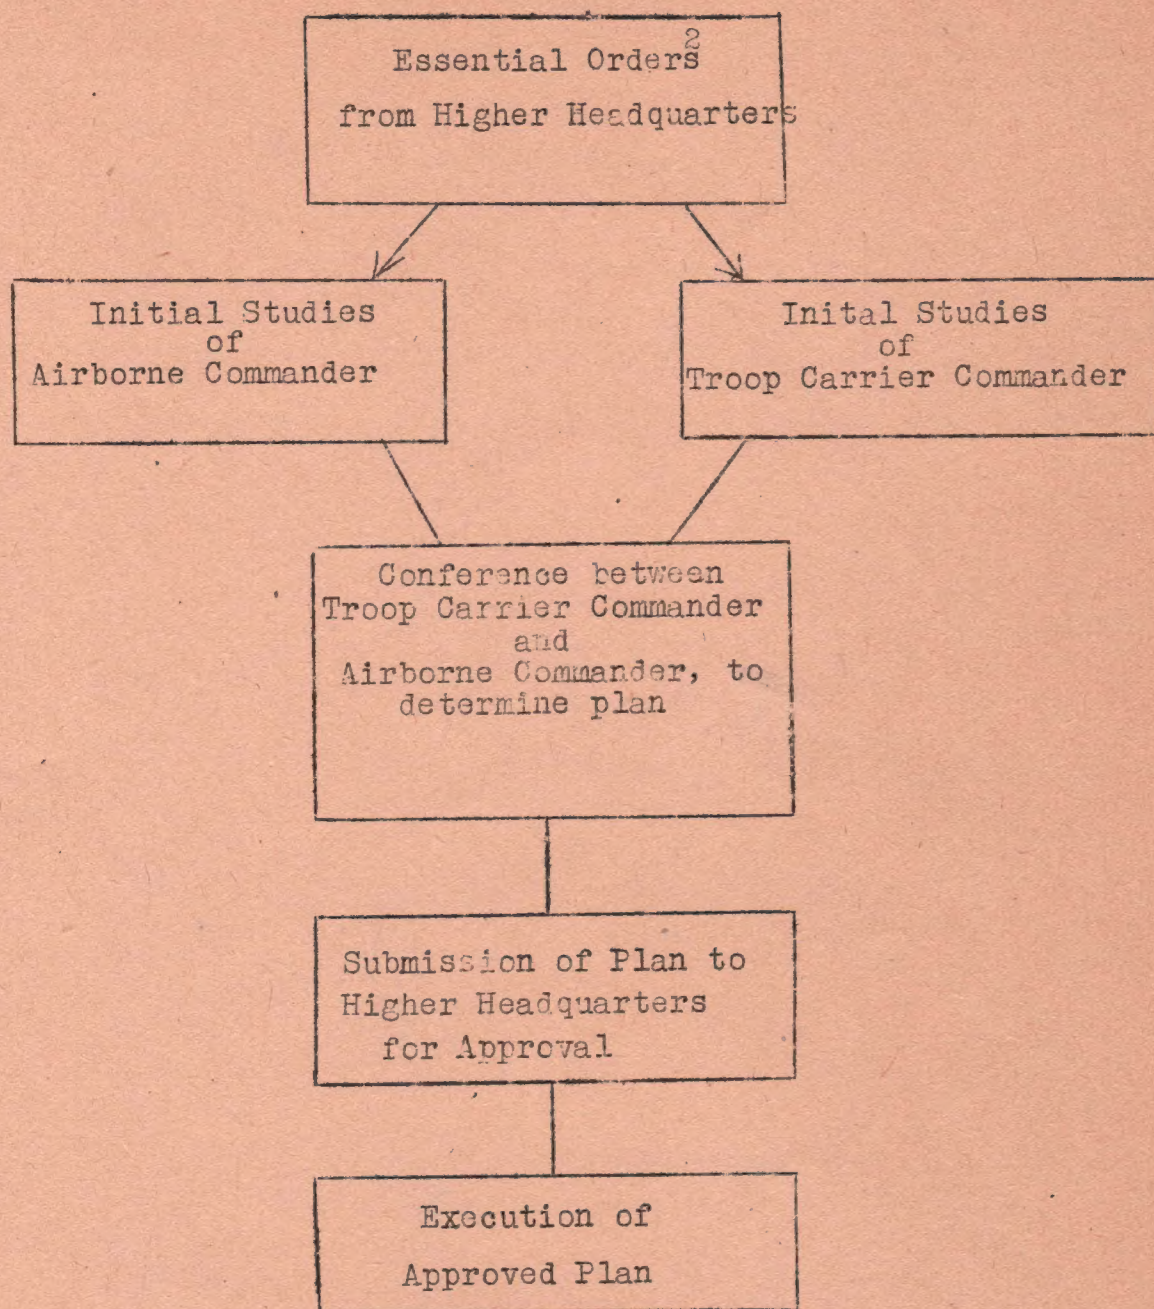 Essential Orders2
from Higher Headquarters
Initial Studies
of
Airborne Commander
Inital Studies
of
Troop Carrier Commander
Conference between
Troop Carrier Commander
and
Airborne Commander, to
determine plan
Submission of Plan to
Higher Headquarters
for Approval
Execution of
Approved Plan